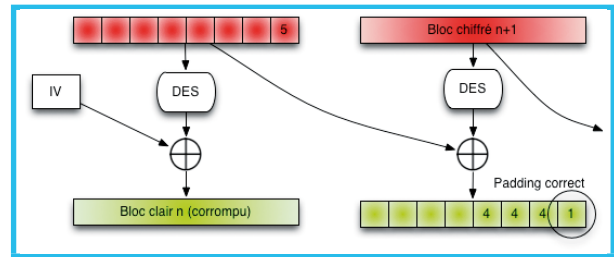 5
Bloc chiffré n+1
IV
DES
DES
Padding correct
Bloc clair n (corrompu)
4 4 4 1